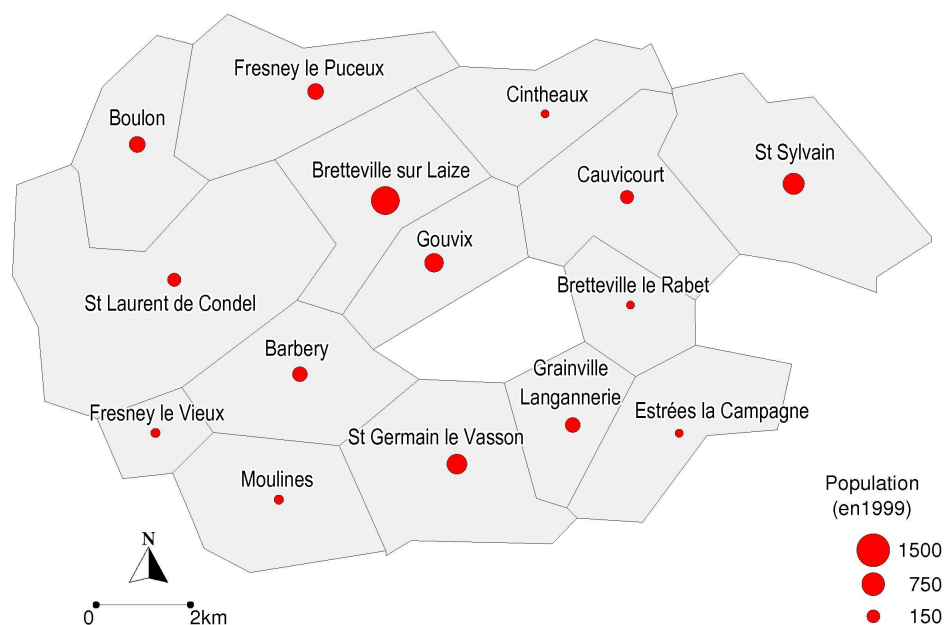 Fresney le Puceux
Cintheaux
Boulon
St Sylvain
Bretteville sur Laize
Cauvicourt
Gouvix
Bretteville le Rabet
St Laurent de Condel
Barbery
Grainville
Langannerie
Fresney le Vieux
Estrées la Campagne
St Germain le Vasson
Moulines
Population
(en1999)
1500
750
150
N
0
2km